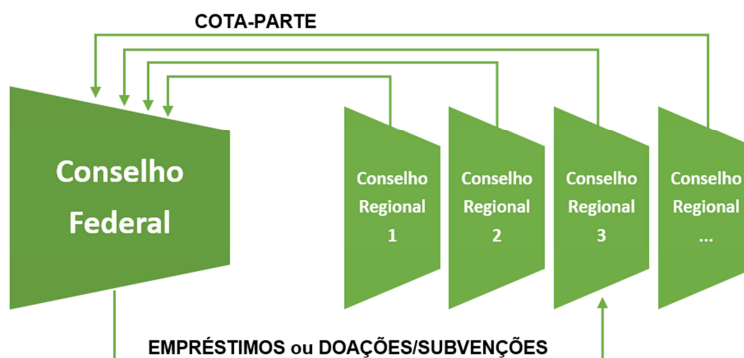 COTA-PARTE
Conselho
Federal
Conselho
Regional
1
Conselho
Regional
2
Conselho
Regional
3
Conselho
Regional
...
EMPRÉSTIMOS ou DOAÇÕES/SUBVENÇÕES